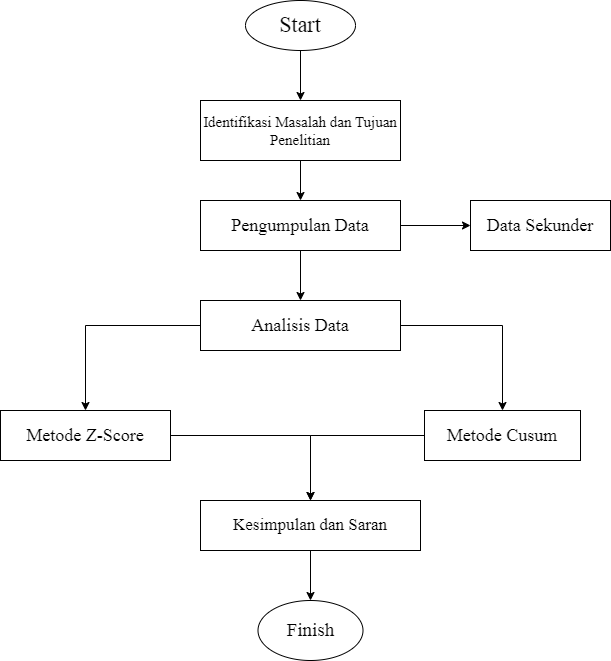 Start
Identifikasi Masalah dan Tujuan
Penelitian
Pengumpulan Data
Data Sekunder
Analisis Data
Metode Z-Score
Metode Cusum
Kesimpulan dan Saran
Finish